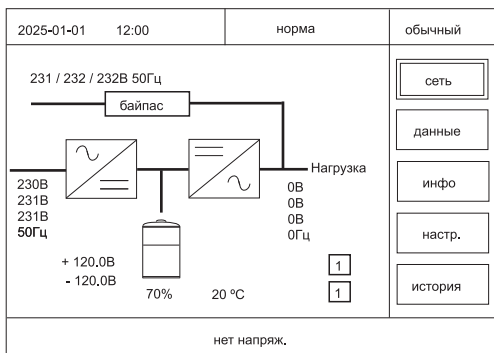 2025-01-01 12:00 норма обычный
231 / 232 / 232В 50Гц
сеть
байпас
данные
Нагрузка
230В
231В
231В
50Гц
0В
0В
0В
0Гц
инфо
настр.
+ 120.0В
- 120.0В
70%
20 ºС
1
1
история
нет напряж.